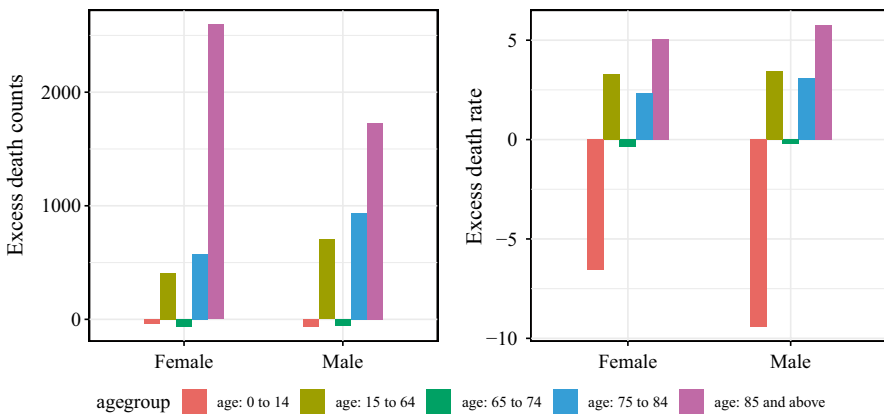 Excess death counts
2000
1000
0
Female Male
Excess death rate
5
0
−5
−10
Female Male
agegroup age: 0 to 14 age: 15 to 64 age: 65 to 74 age: 75 to 84 age: 85 and above